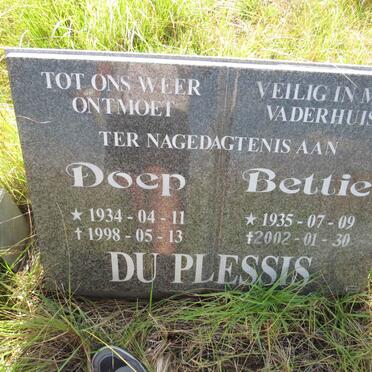 TOT ONS WEER
ONTMOET
VEILIG IN
VADERHUIS
TER NAGEDAGTENIS AAN
Doep
★ 1934 - 04 - 11
† 1998 - 05 - 13
Bettie
★ 1935 - 07 - 09
† 2002 - 01 - 30
DU PLESSIS